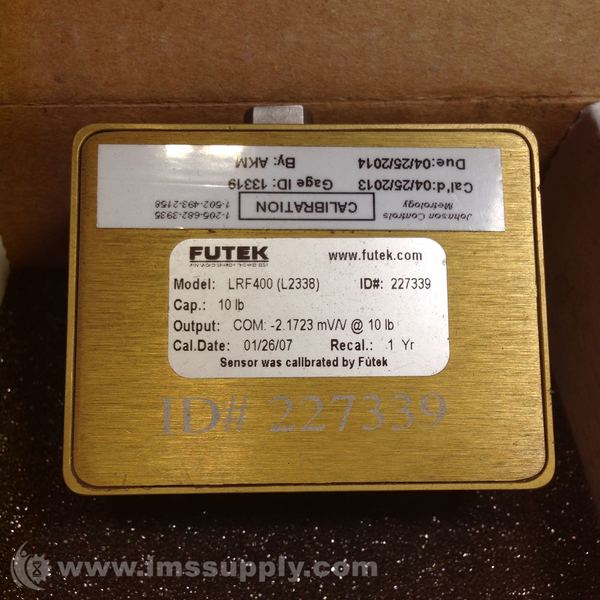 Johnson Controls
Metrology
CALIBRATION
1-205-682-3935
1-502-493-2158
Cal'd:04/25/2013 Gage ID: 13319
Due:04/25/2014 By: AKM
FUTEK www.futek.com
Model: LRF400 (L2338) ID#: 227339
Cap.: 10 lb
Output: COM: -2.1723 mV/V @ 10 lb
Cal.Date: 01/26/07 Recal.: 1 Yr
Sensor was calibrated by Futek
ID# 227339
www.imssupply.com